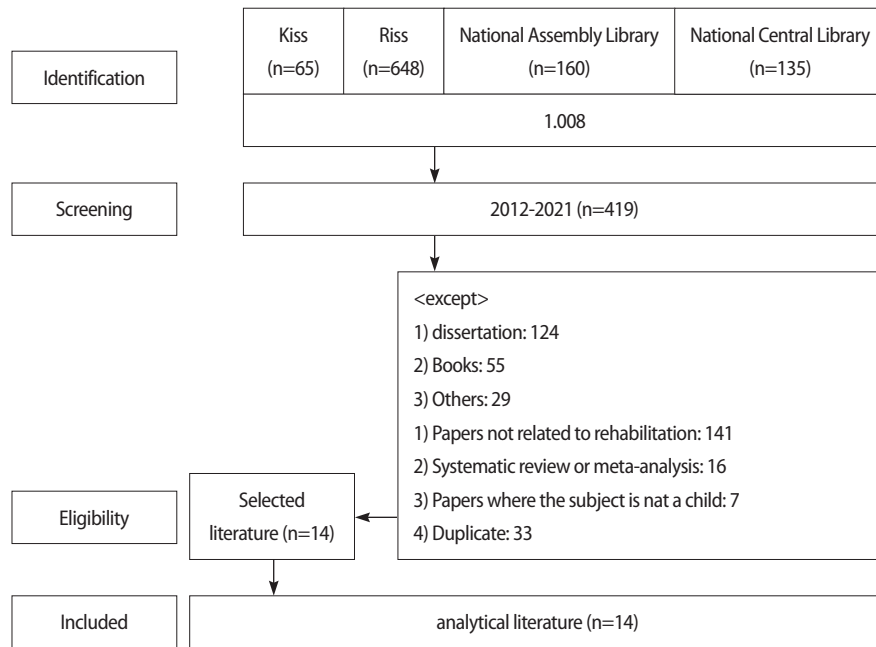 Identification
Kiss
(n=65)
Riss
(n=648)
National Assembly Library
(n=160)
National Central Library
(n=135)
1.008
Screening
2012-2021 (n=419)
<except>
1) dissertation: 124
2) Books: 55
3) Others: 29
1) Papers not related to rehabilitation: 141
2) Systematic review or meta-analysis: 16
3) Papers where the subject is nat a child: 7
4) Duplicate: 33
Eligibility
Selected
literature (n=14)
Included
analytical literature (n=14)